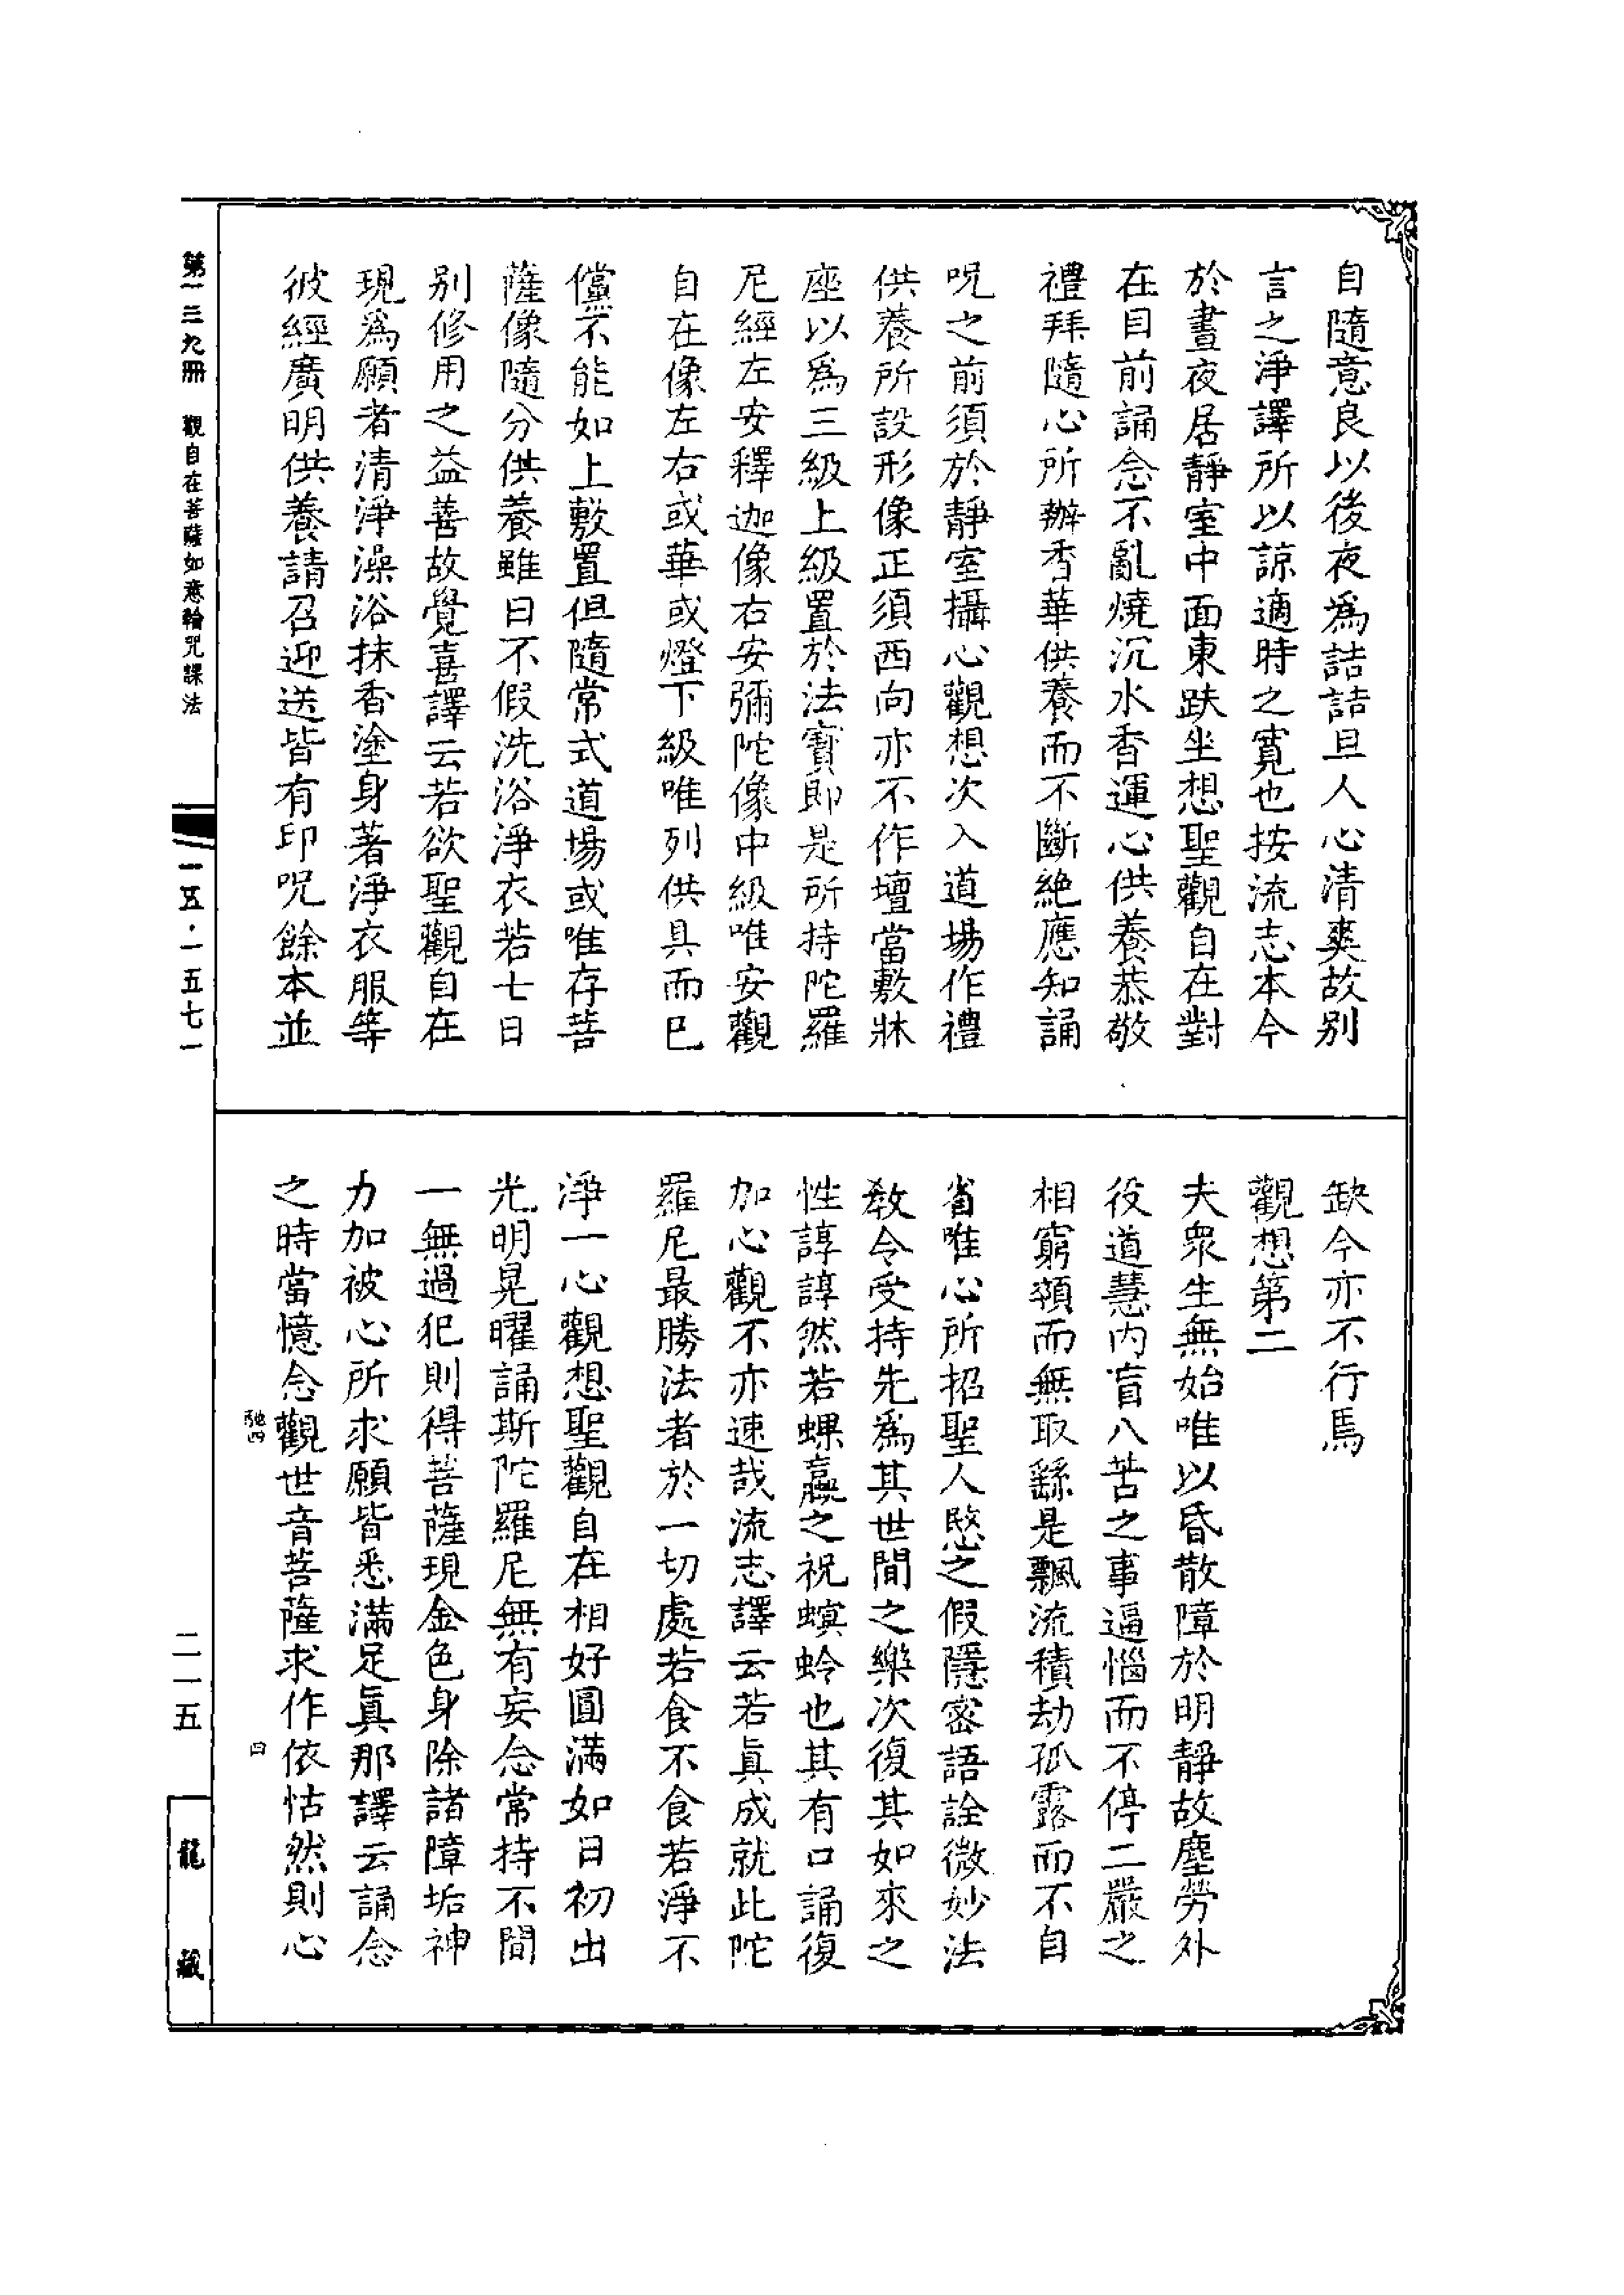 自隨意良以後夜爲詰詰旦人心清爽故别
言之淨譯所以諒適時之寬也按流志本令
於晝夜居靜室中面東趺坐想聖觀自在對
在目前誦念不亂燒沉水香運心供養恭敬
禮拜隨心所辦香華供養而不斷絶應知誦
呪之前須於靜室攝心觀想次入道場作禮
供養所設形像正須西向亦不作壇當敷牀
座以爲三級上級置於法寳即是所持陀羅
尼經左安釋迦像右安彌陀像中級唯安觀
自在像左右或華或燈下級唯列供具而已
儻不能如上敷置但隨常式道場或唯存菩
薩像隨分供養雖曰不假洗浴淨衣若七日
别修用之益善故覺喜譯云若欲聖觀自在
現爲願者清淨澡浴抹香塗身著淨衣服等
彼經廣明供養請召迎送皆有印呪餘本並
缺今亦不行焉
觀想第二
夫衆生無始唯以昏散障於明靜故塵勞外
役道慧内盲八苦之事逼惱而不停二嚴之
相窮頟而無取繇是飄流積劫孤露而不自
省唯心所招聖人愍之假隱密語詮微妙法
敎令受持先爲其世間之樂次復其如來之
性諄諄然若蜾蠃之祝螟蛉也其有口誦復
加心觀不亦速哉流志譯云若眞成就此陀
羅尼最勝法者於一切處若食不食若淨不
淨一心觀想聖觀自在相好圓滿如日初出
光明晃曜誦斯陀羅尼無有妄念常持不間
一無過犯則得菩薩現金色身除諸障垢神
力加被心所求願皆悉滿足眞那譯云誦念
之時當憶念觀世音菩薩求作依怙然則心
馳四
四
第一三九冊 觀自在菩薩如意輪咒課法
一五·一五七一
二一五
龍藏